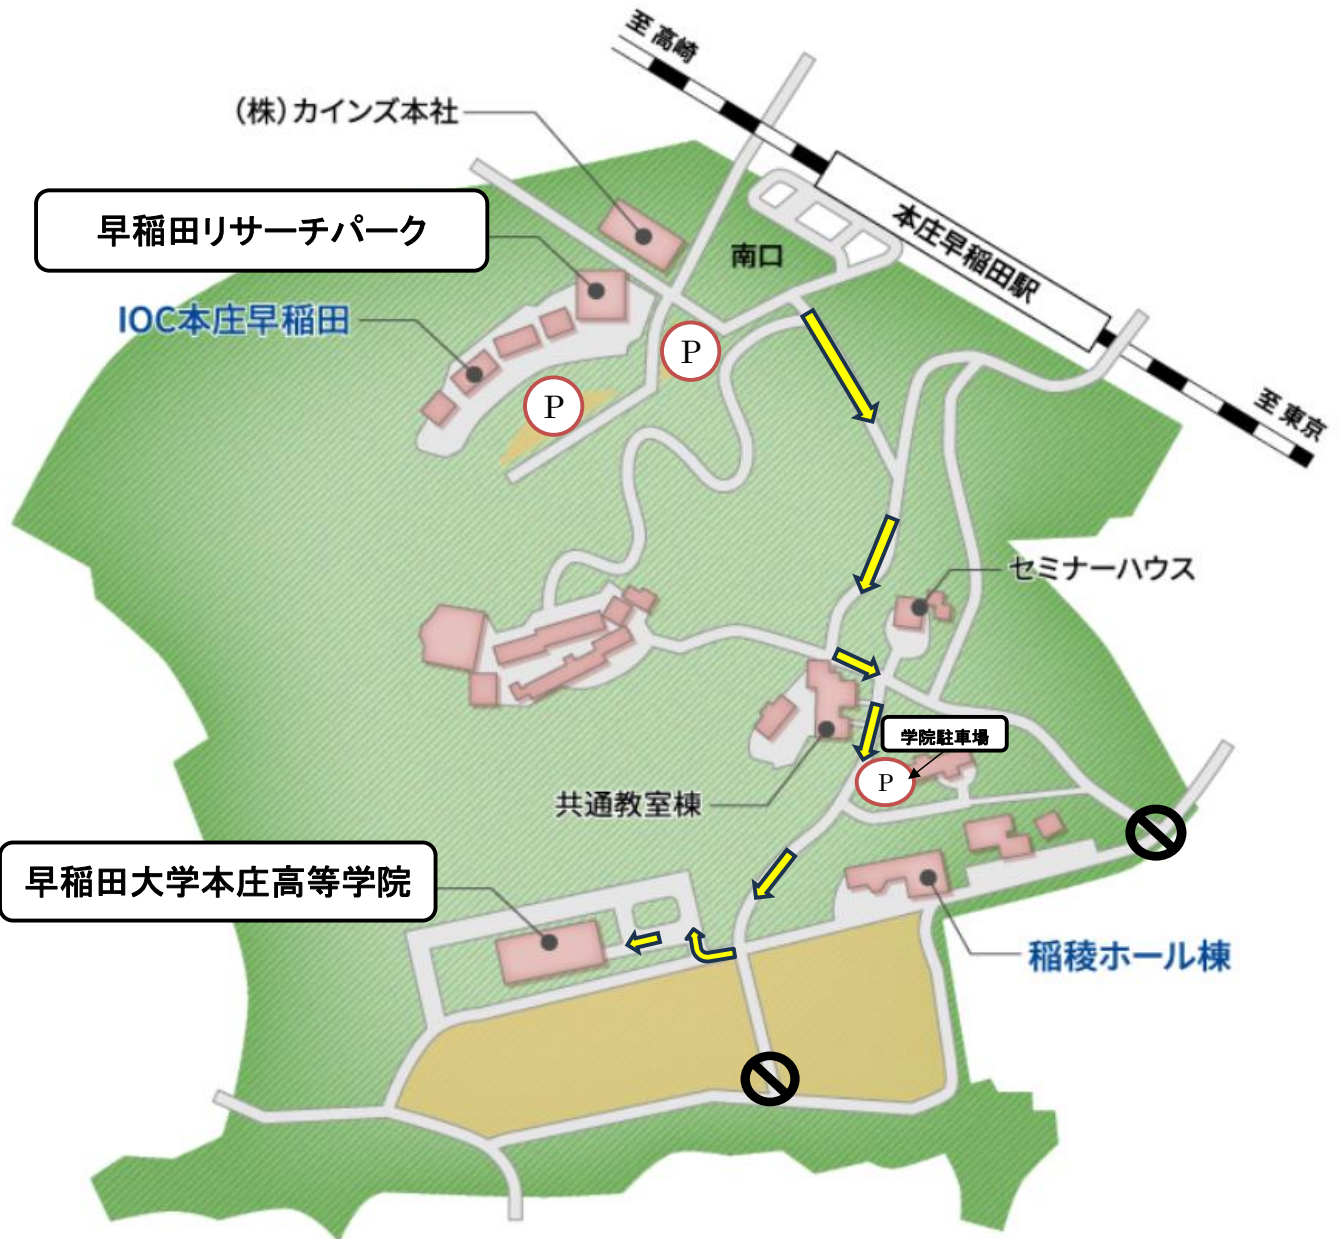 至 高崎
(株)カインズ本社
早稲田リサーチパーク
本庄早稲田駅
南口
IOC本庄早稲田
P
P
至 東京
セミナーハウス
学院駐車場
P
共通教室棟
早稲田大学本庄高等学院
稲稜ホール棟